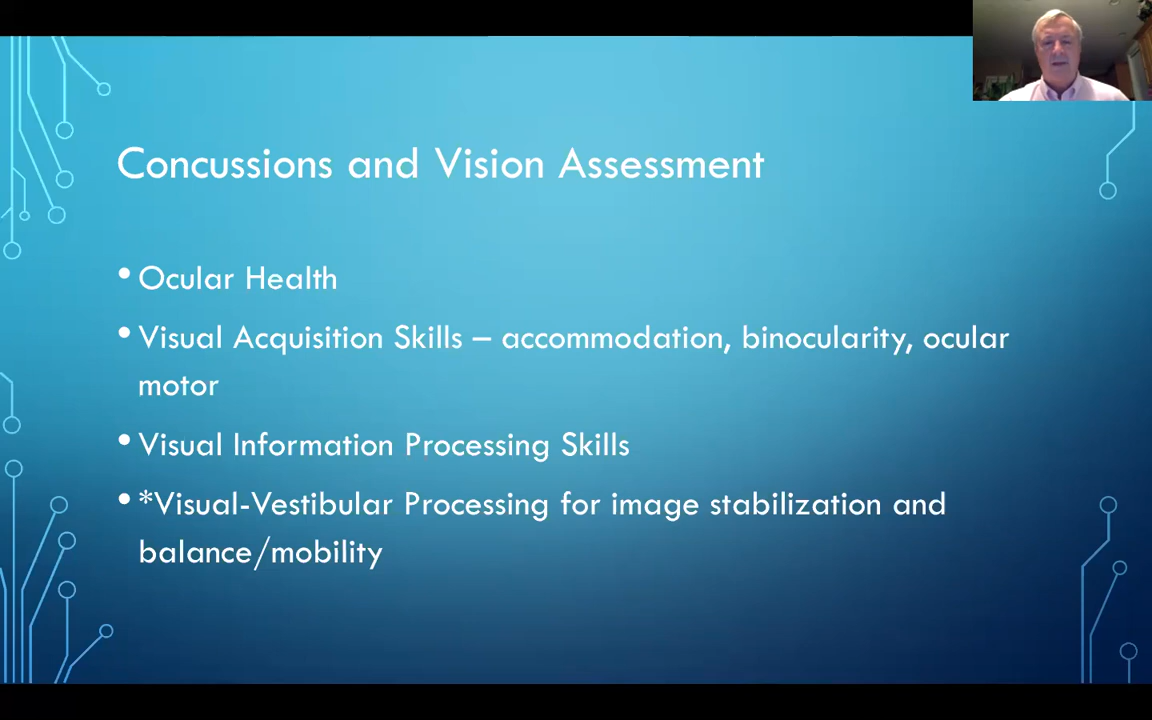 Concussions and Vision Assessment
• Ocular Health
• Visual Acquisition Skills – accommodation, binocularity, ocular
motor
• Visual Information Processing Skills
• *Visual-Vestibular Processing for image stabilization and
balance/mobility